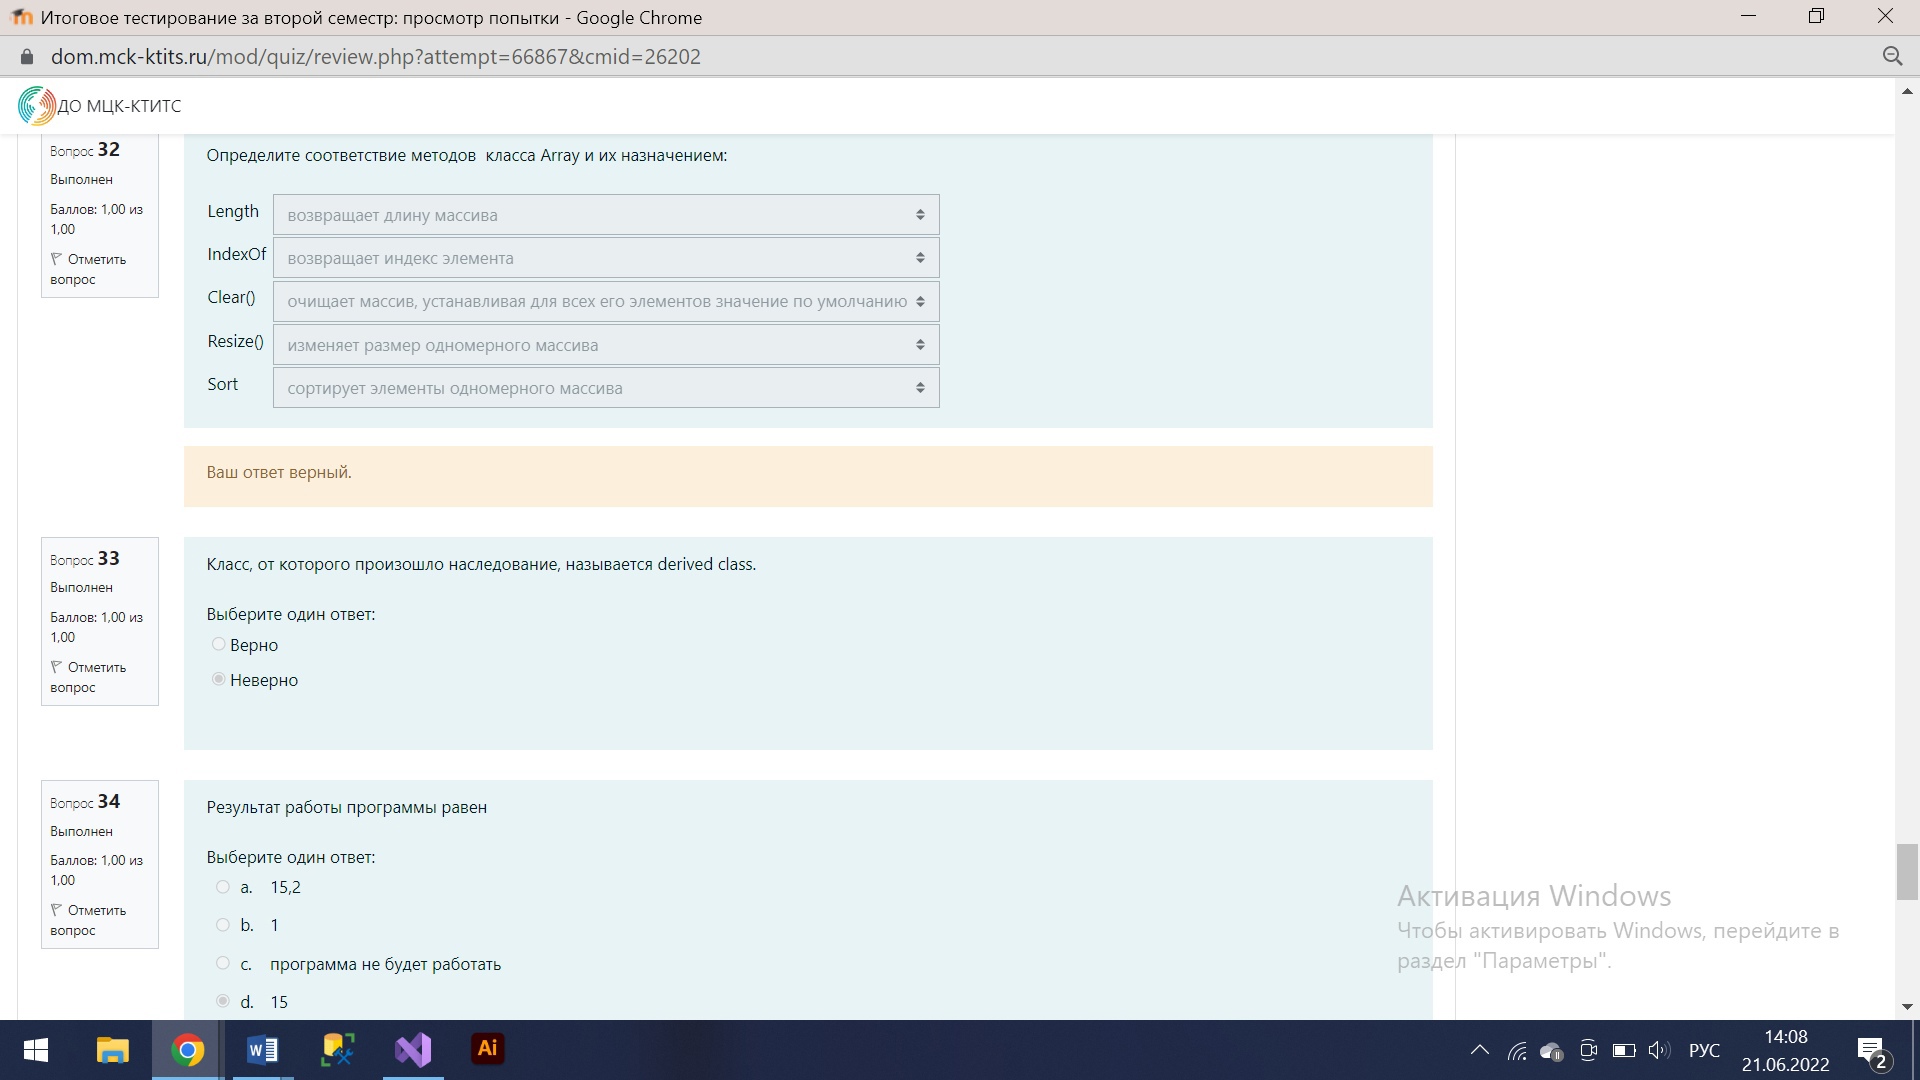 Итоговое тестирование за второй семестр: просмотр попытки - Google Chrome
dom.mck-ktits.ru/mod/quiz/review.php?attempt=66867&cmid=26202
ДО МЦК-КТИТС
Вопрос 32
Выполнен
Баллов: 1,00 из
1,00
Отметить
вопрос
Определите соответствие методов  класса Array и их назначением:
Length возвращает длину массива
IndexOf возвращает индекс элемента
Clear() очищает массив, устанавливая для всех его элементов значение по умолчанию
Resize() изменяет размер одномерного массива
Sort сортирует элементы одномерного массива
Ваш ответ верный.
Вопрос 33
Выполнен
Баллов: 1,00 из
1,00
Отметить
вопрос
Класс, от которого произошло наследование, называется derived class.
Выберите один ответ:
Верно
Неверно
Вопрос 34
Выполнен
Баллов: 1,00 из
1,00
Отметить
вопрос
Результат работы программы равен
Выберите один ответ:
a. 15,2
b. 1
c. программа не будет работать
d. 15
Активация Windows
Чтобы активировать Windows, перейдите в
раздел "Параметры".
Ai
РУС
14:08
21.06.2022
2